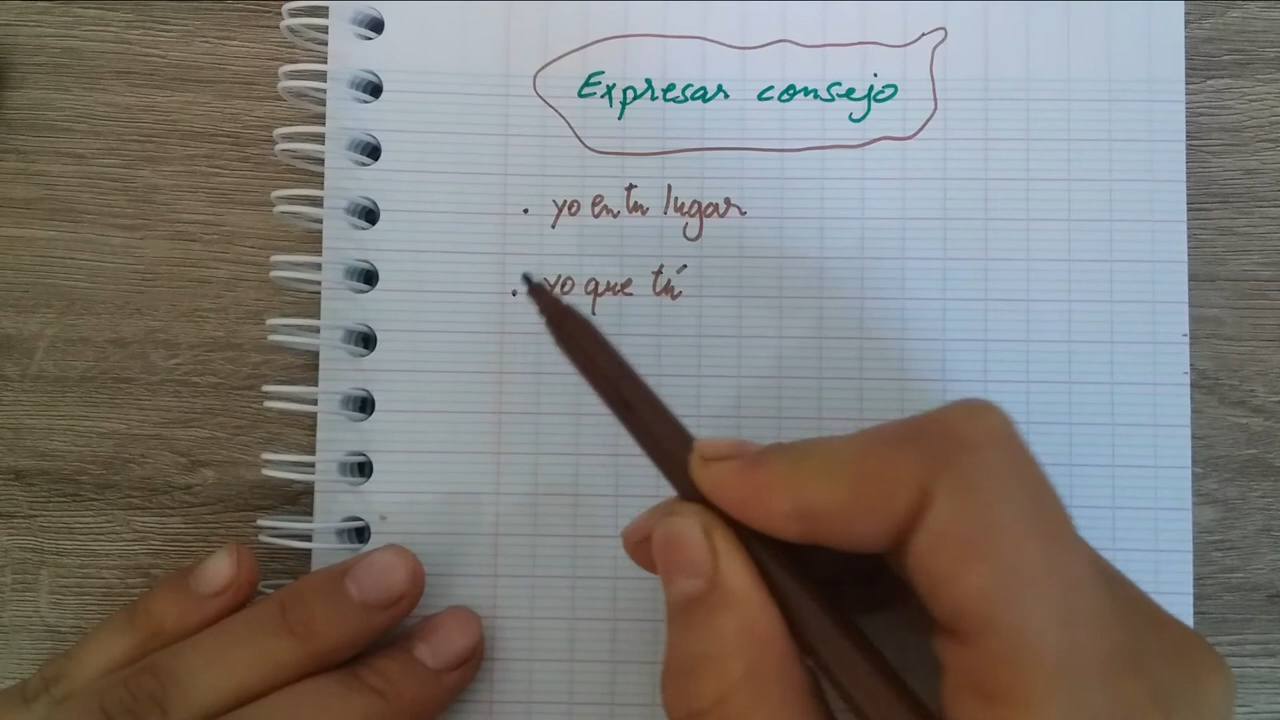 Expresar consejo
. yo en tu lugar
. yo que tú